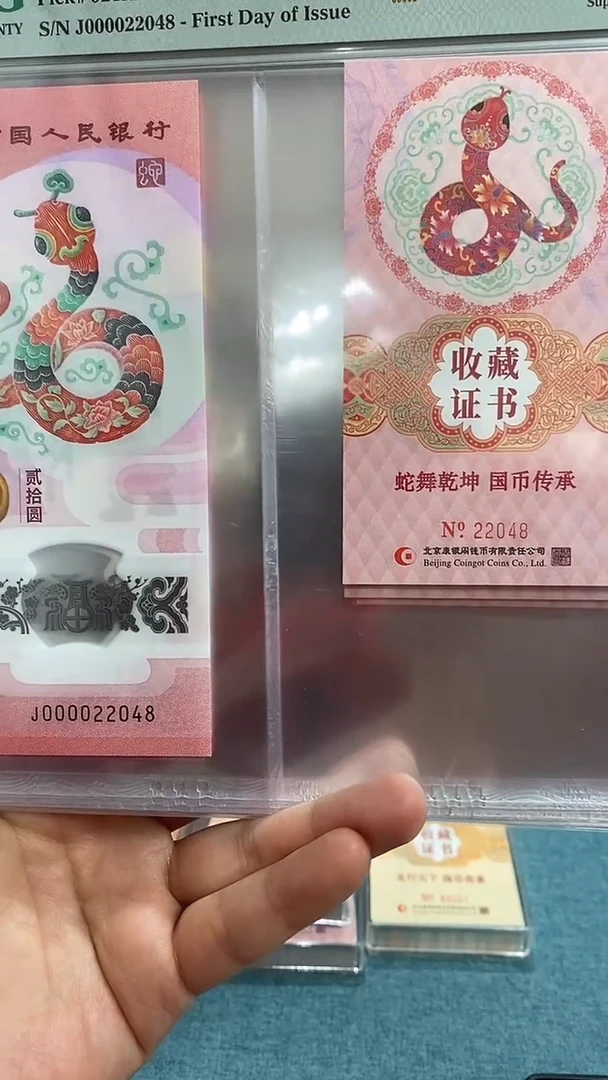 S/N J000022048 - First Day of Issue
国人民银行
蛇
贰拾圆
J000022048
收藏
证书
蛇舞乾坤 国币传承
Nº 22048
北京康银阁钱币有限责任公司
Beijing Coingot Coins Co., Ltd.
收藏
证书